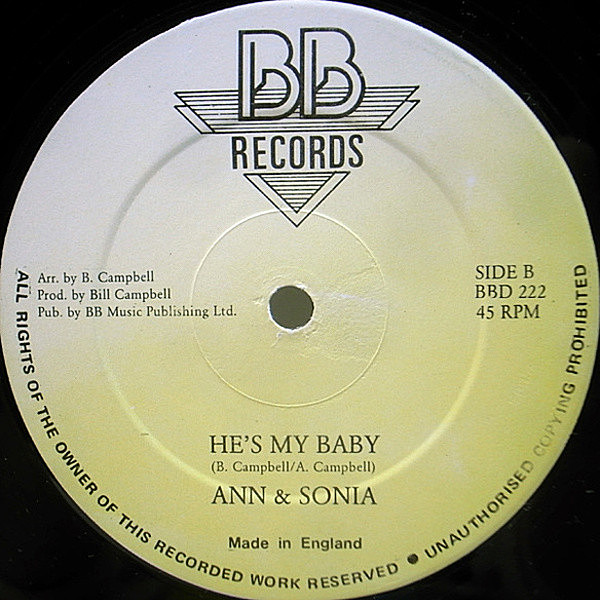 BB
RECORDS
Arr. by B. Campbell
Prod. by Bill Campbell
Pub. by BB Music Publishing Ltd.
SIDE B
BBD 222
45 RPM
HE'S MY BABY
(B. Campbell/A. Campbell)
ANN & SONIA
Made in England
ALL RIGHTS OF THE OWNER OF THIS RECORDED WORK RESERVED ● UNAUTHORISED COPYING PROHIBITED